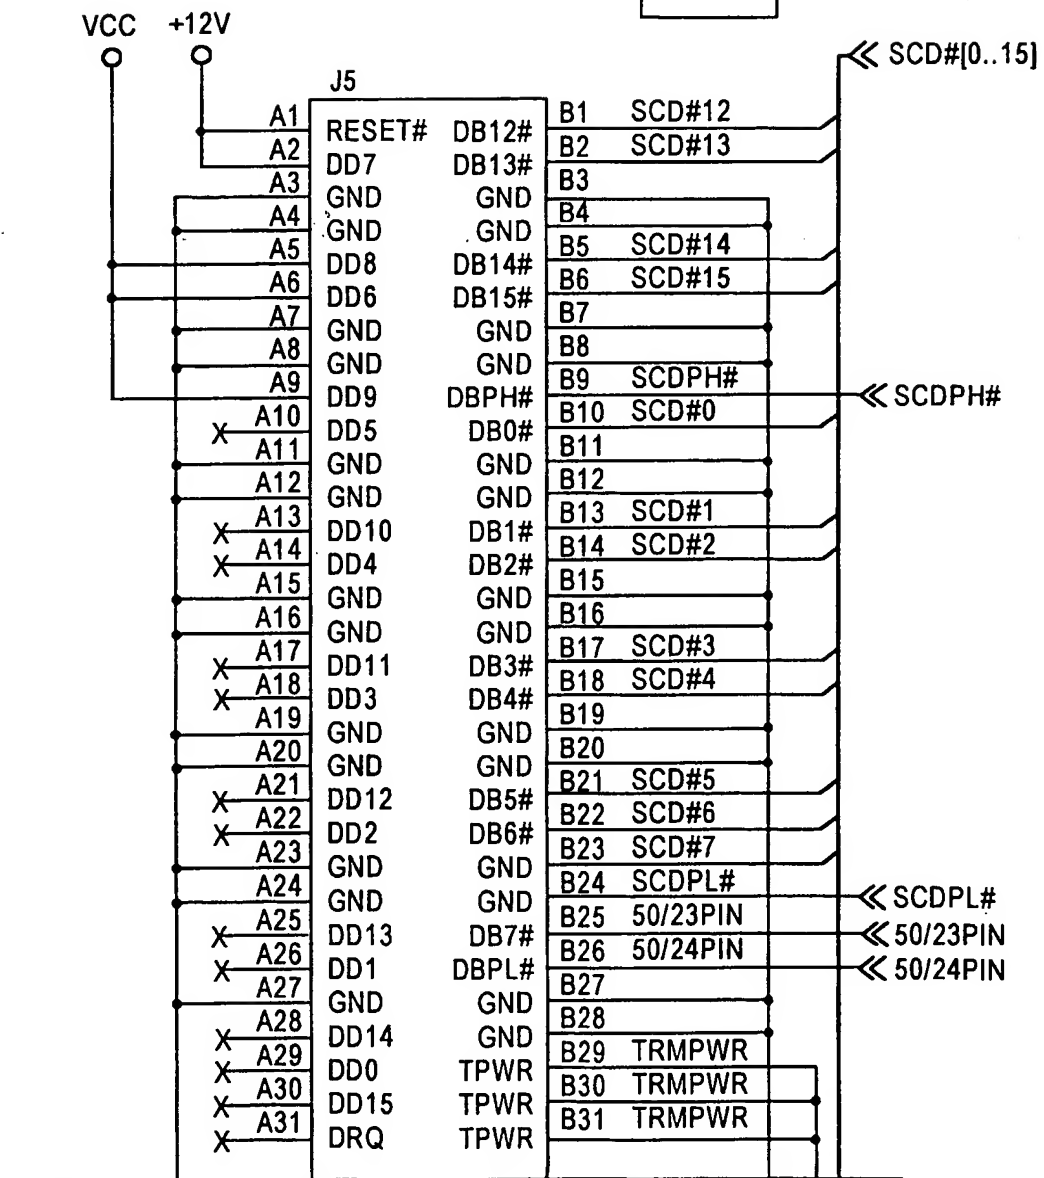 VCC +12V
SCD#[0..15]
J5
A1 RESET# DB12# B1 SCD#12
A2 DD7 DB13# B2 SCD#13
A3 GND GND B3
A4 GND GND B4
A5 DD8 DB14# B5 SCD#14
A6 DD6 DB15# B6 SCD#15
A7 GND GND B7
A8 GND GND B8
A9 DD9 DBPH# B9 SCDPH# SCDPH#
A10 DD5 DB0# B10 SCD#0
A11 GND GND B11
A12 GND GND B12
A13 DD10 DB1# B13 SCD#1
A14 DD4 DB2# B14 SCD#2
A15 GND GND B15
A16 GND GND B16
A17 DD11 DB3# B17 SCD#3
A18 DD3 DB4# B18 SCD#4
A19 GND GND B19
A20 GND GND B20
A21 DD12 DB5# B21 SCD#5
A22 DD2 DB6# B22 SCD#6
A23 GND GND B23 SCD#7
A24 GND GND B24 SCDPL# SCDPL#
A25 DD13 DB7# B25 50/23PIN 50/23PIN
A26 DD1 DBPL# B26 50/24PIN 50/24PIN
A27 GND GND B27
A28 DD14 GND B28
A29 DD0 TPWR B29 TRMPWR
A30 DD15 TPWR B30 TRMPWR
A31 DRQ TPWR B31 TRMPWR